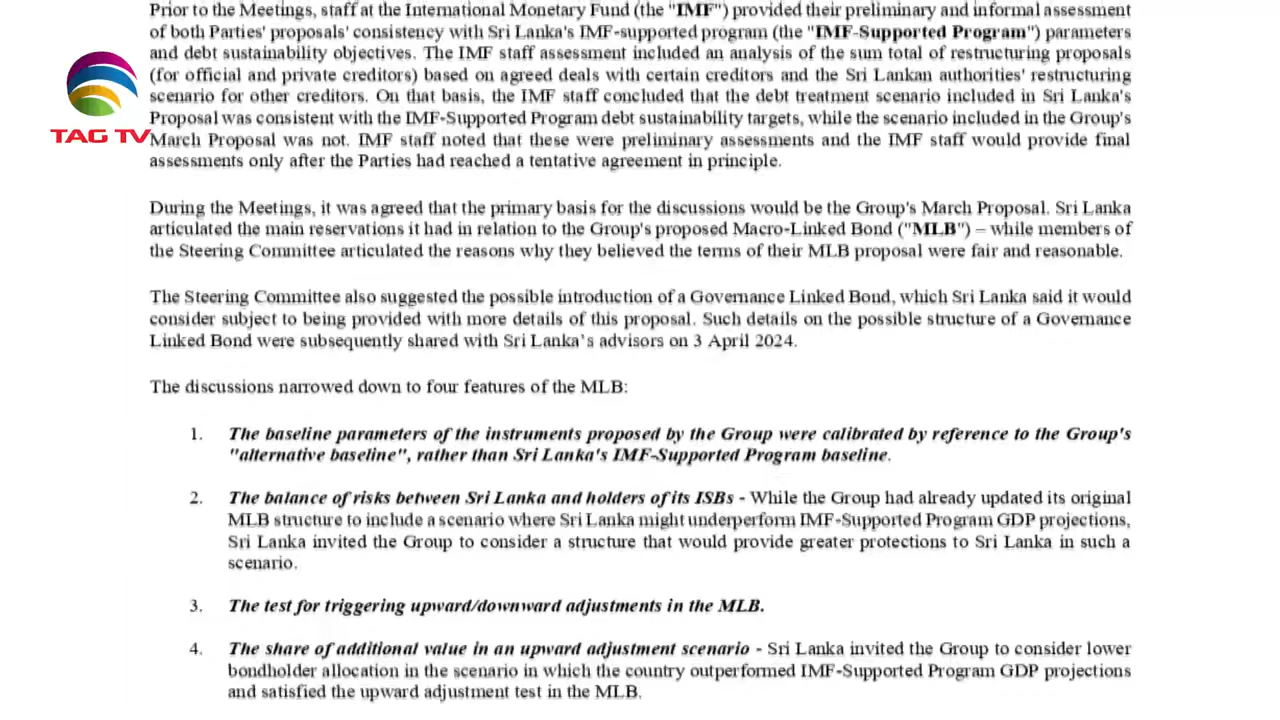 Prior to the Meetings, staff at the International Monetary Fund (the "IMF") provided their preliminary and informal assessment
of both Parties' proposals' consistency with Sri Lanka's IMF-supported program (the "IMF-Supported Program") parameters
and debt sustainability objectives. The IMF staff assessment included an analysis of the sum total of restructuring proposals
(for official and private creditors) based on agreed deals with certain creditors and the Sri Lankan authorities' restructuring
scenario for other creditors. On that basis, the IMF staff concluded that the debt treatment scenario included in Sri Lanka's
Proposal was consistent with the IMF-Supported Program debt sustainability targets, while the scenario included in the Group's
TAG TV
March Proposal was not. IMF staff noted that these were preliminary assessments and the IMF staff would provide final
assessments only after the Parties had reached a tentative agreement in principle.
During the Meetings, it was agreed that the primary basis for the discussions would be the Group's March Proposal. Sri Lanka
articulated the main reservations it had in relation to the Group's proposed Macro-Linked Bond ("MLB") – while members of
the Steering Committee articulated the reasons why they believed the terms of their MLB proposal were fair and reasonable.
The Steering Committee also suggested the possible introduction of a Governance Linked Bond, which Sri Lanka said it would
consider subject to being provided with more details of this proposal. Such details on the possible structure of a Governance
Linked Bond were subsequently shared with Sri Lanka's advisors on 3 April 2024.
The discussions narrowed down to four features of the MLB:
1. The baseline parameters of the instruments proposed by the Group were calibrated by reference to the Group's
"alternative baseline", rather than Sri Lanka's IMF-Supported Program baseline.
2. The balance of risks between Sri Lanka and holders of its ISBs - While the Group had already updated its original
MLB structure to include a scenario where Sri Lanka might underperform IMF-Supported Program GDP projections,
Sri Lanka invited the Group to consider a structure that would provide greater protections to Sri Lanka in such a
scenario.
3. The test for triggering upward/downward adjustments in the MLB.
4. The share of additional value in an upward adjustment scenario - Sri Lanka invited the Group to consider lower
bondholder allocation in the scenario in which the country outperformed IMF-Supported Program GDP projections
and satisfied the upward adjustment test in the MLB.